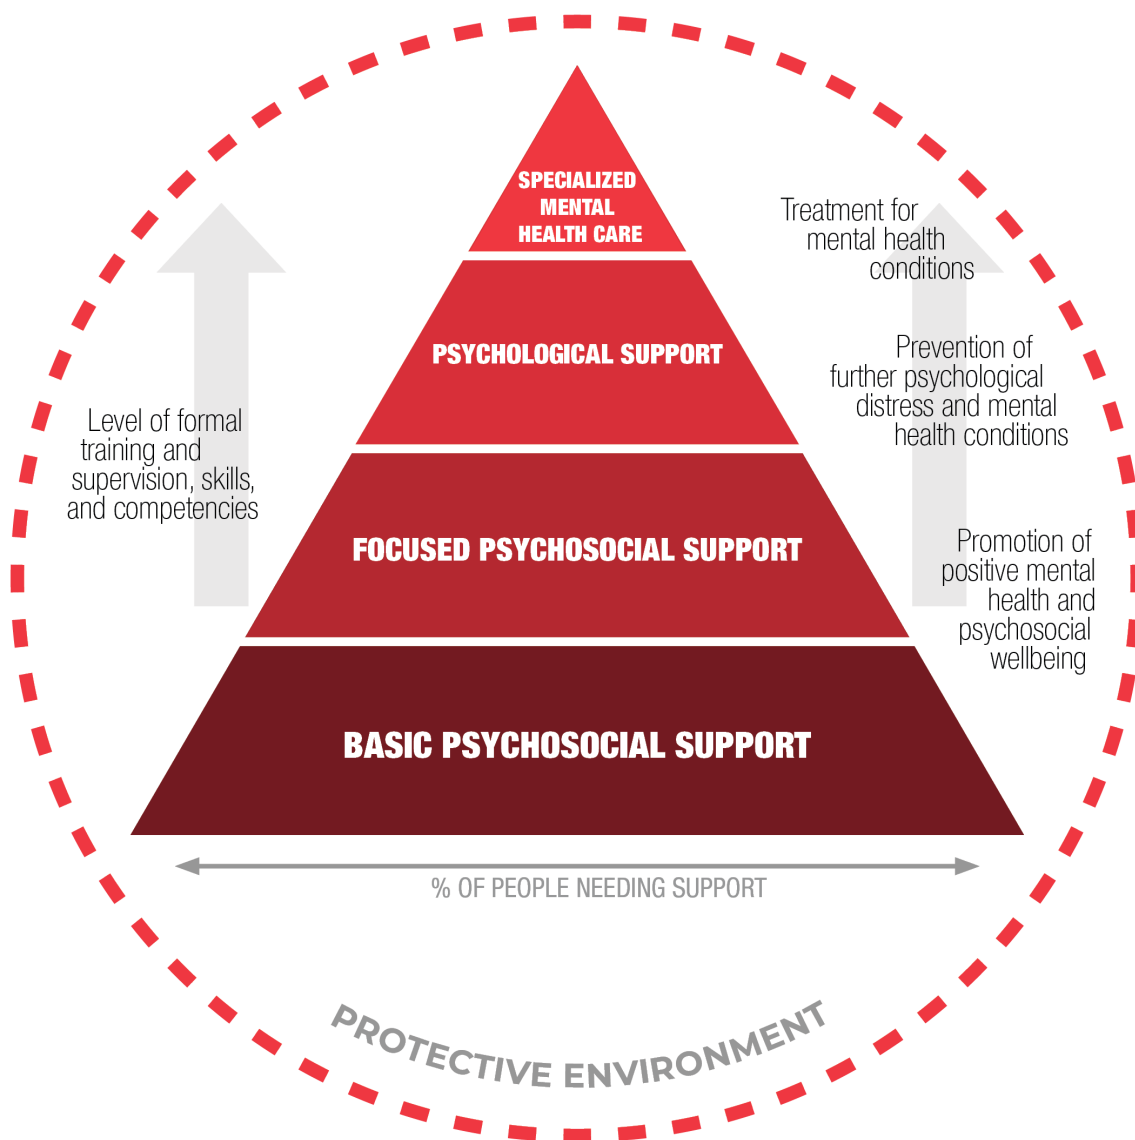 SPECIALIZED
MENTAL
HEALTH CARE
PSYCHOLOGICAL SUPPORT
FOCUSED PSYCHOSOCIAL SUPPORT
BASIC PSYCHOSOCIAL SUPPORT
Level of formal
training and
supervision, skills,
and competencies
Treatment for
mental health
conditions
Prevention of
further psychological
distress and mental
health conditions
Promotion of
positive mental
health and
psychosocial
wellbeing
% OF PEOPLE NEEDING SUPPORT
PROTECTIVE ENVIRONMENT